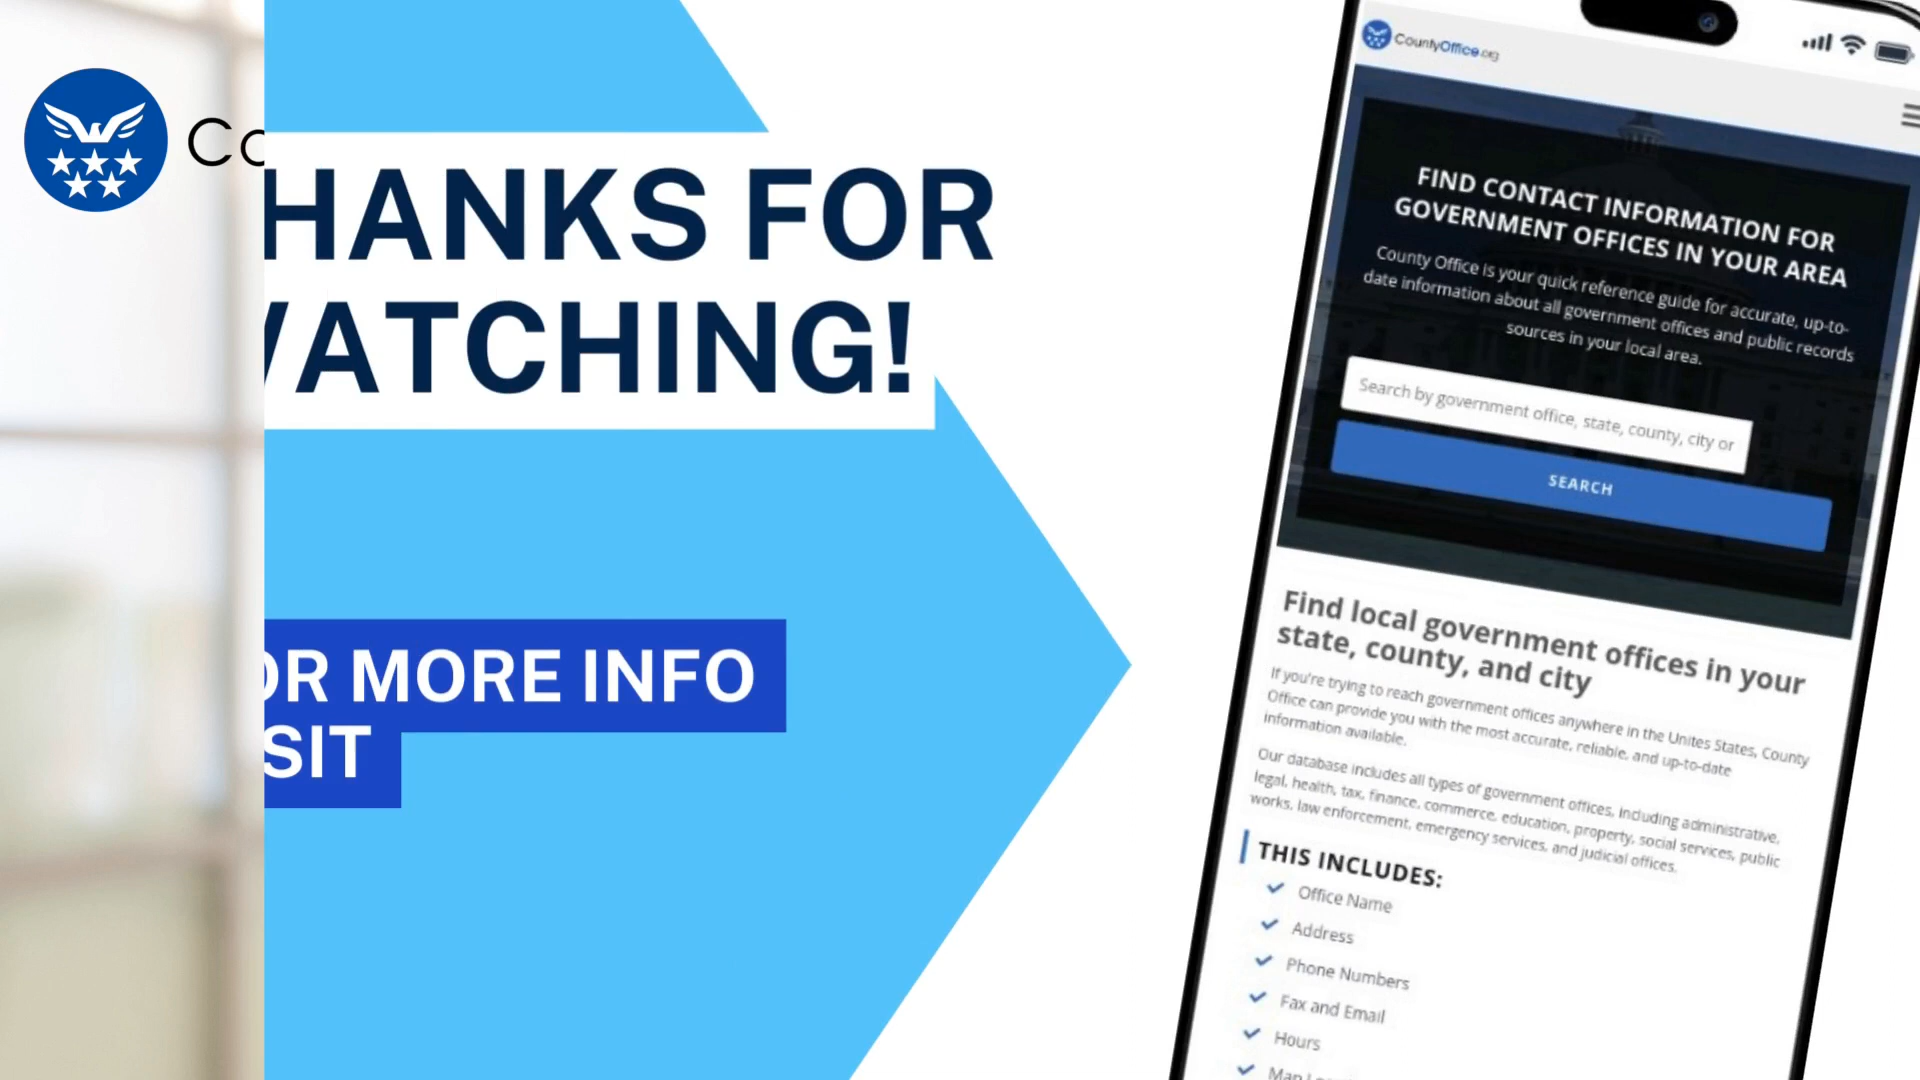 Co
HANKS FOR
WATCHING!
OR MORE INFO
SIT
CountyOffice.org
FIND CONTACT INFORMATION FOR
GOVERNMENT OFFICES IN YOUR AREA
County Office is your quick reference guide for accurate, up-to-
date information about all government offices and public records
sources in your local area.
Search by government office, state, county, city or
SEARCH
Find local government offices in your
state, county, and city
If you're trying to reach government offices anywhere in the Unites States, County
Office can provide you with the most accurate, reliable, and up-to-date
information available.
Our database includes all types of government offices, including administrative,
legal, health, tax, finance, commerce, education, property, social services, public
works, law enforcement, emergency services, and judicial offices.
THIS INCLUDES:
Office Name
Address
Phone Numbers
Fax and Email
Hours
Map